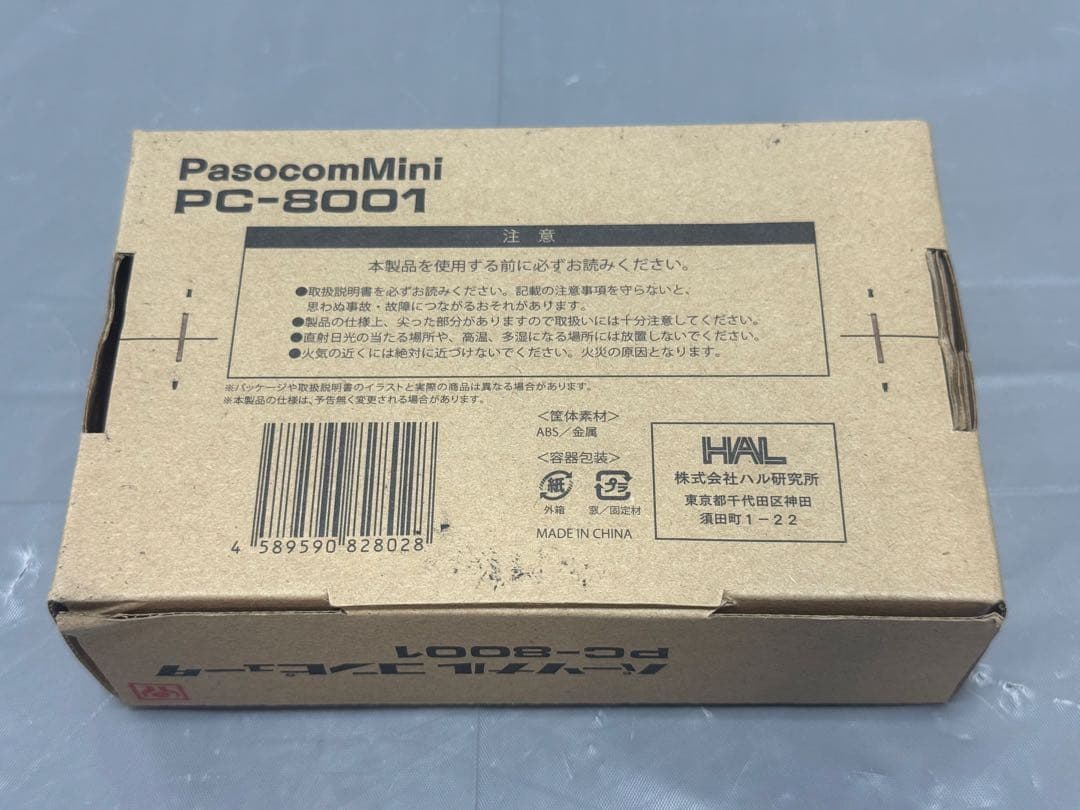 PasocomMini
PC-8001
注 意
本製品を使用する前に必ずお読みください。
●取扱説明書を必ずお読みください。記載の注意事項を守らないと、
思わぬ事故・故障につながるおそれがあります。
●製品の仕様上、尖った部分がありますので取扱いには十分注意してください。
●直射日光の当たる場所や、高温、多湿になる場所には放置しないでください。
●火気の近くには絶対に近づけないでください。火災の原因となります。
※パッケージや取扱説明書のイラストと実際の商品は異なる場合があります。
※本製品の仕様は、予告無く変更される場合があります。
<筐体素材>
ABS/金属
<容器包装>
紙 プラ
外箱 窓/固定材
MADE IN CHINA
HAL
株式会社ハル研究所
東京都千代田区神田
須田町1-22
4 589590 828028
パーソナルコンピュータ
PC-8001